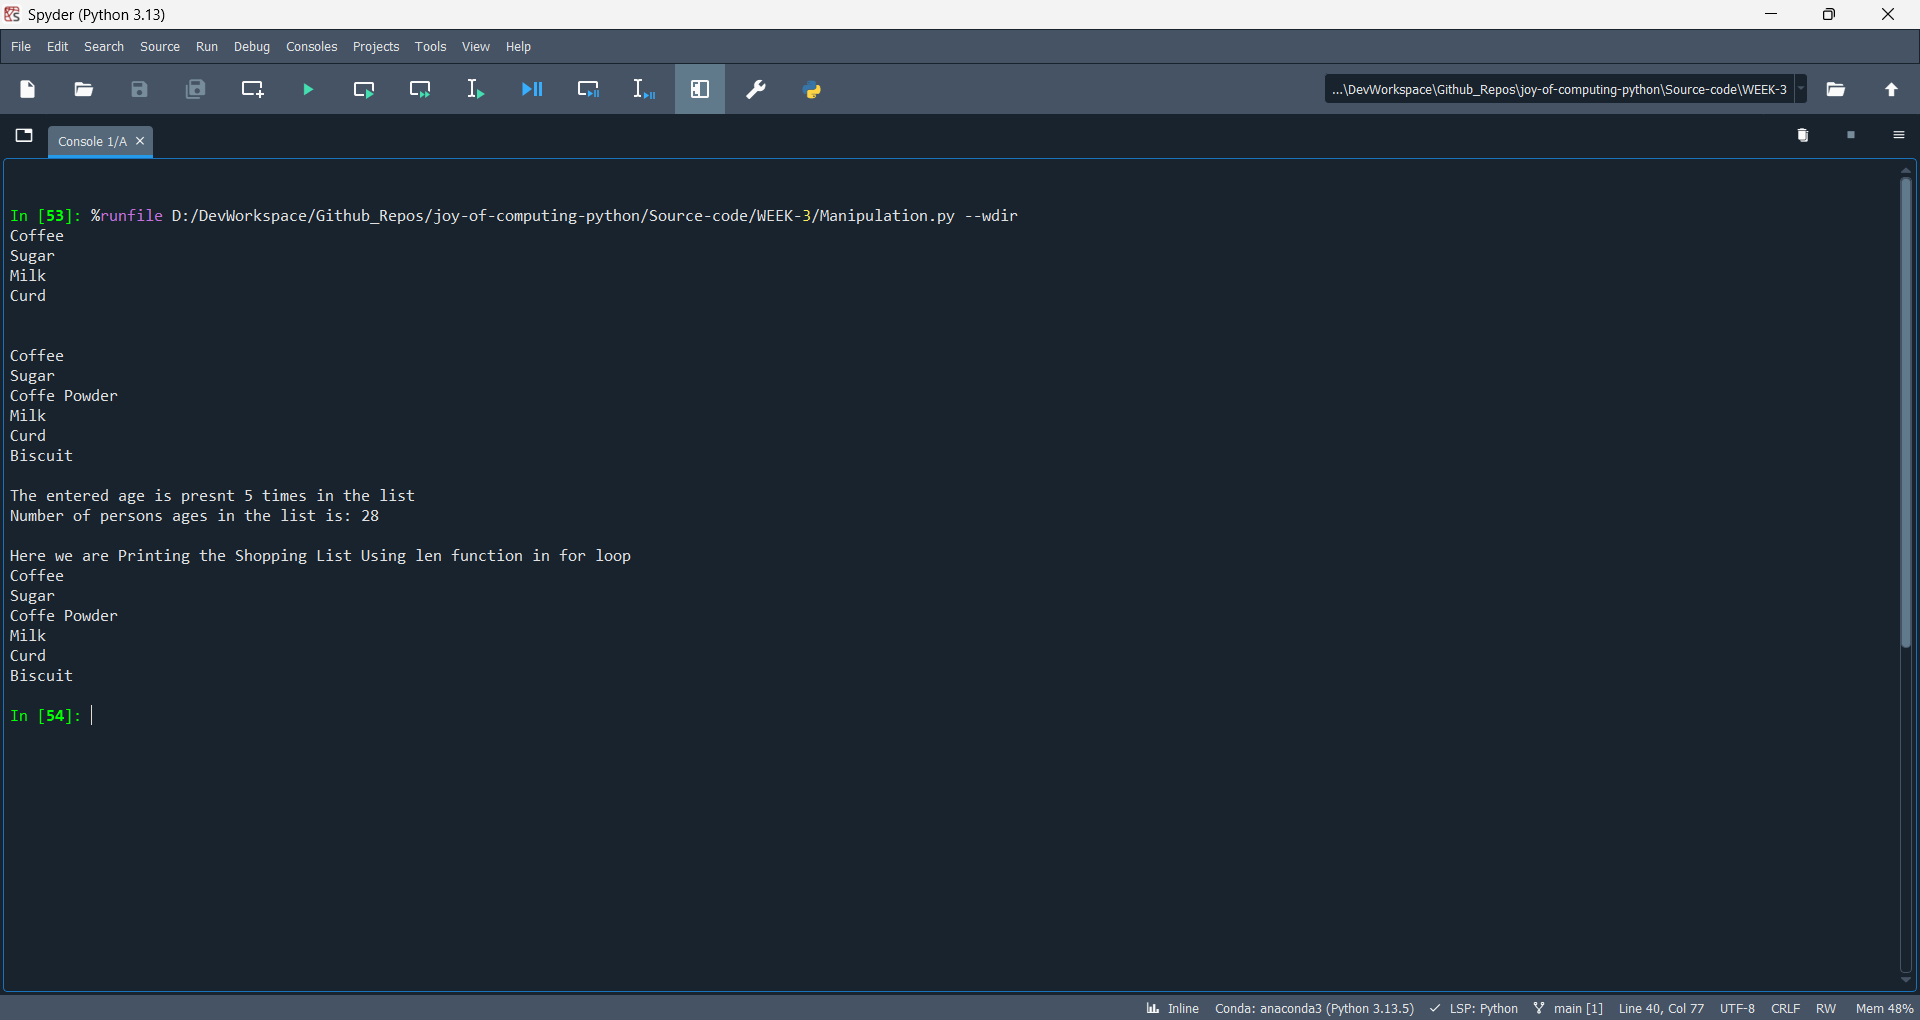 Spyder (Python 3.13)
File Edit Search Source Run Debug Consoles Projects Tools View Help
...\DevWorkspace\Github_Repos\joy-of-computing-python\Source-code\WEEK-3
Console 1/A
In [53]: %runfile D:/DevWorkspace/Github_Repos/joy-of-computing-python/Source-code/WEEK-3/Manipulation.py --wdir
Coffee
Sugar
Milk
Curd
Coffee
Sugar
Coffe Powder
Milk
Curd
Biscuit
The entered age is presnt 5 times in the list
Number of persons ages in the list is: 28
Here we are Printing the Shopping List Using len function in for loop
Coffee
Sugar
Coffe Powder
Milk
Curd
Biscuit
In [54]:
Inline Conda: anaconda3 (Python 3.13.5) LSP: Python main [1] Line 40, Col 77 UTF-8 CRLF RW Mem 48%